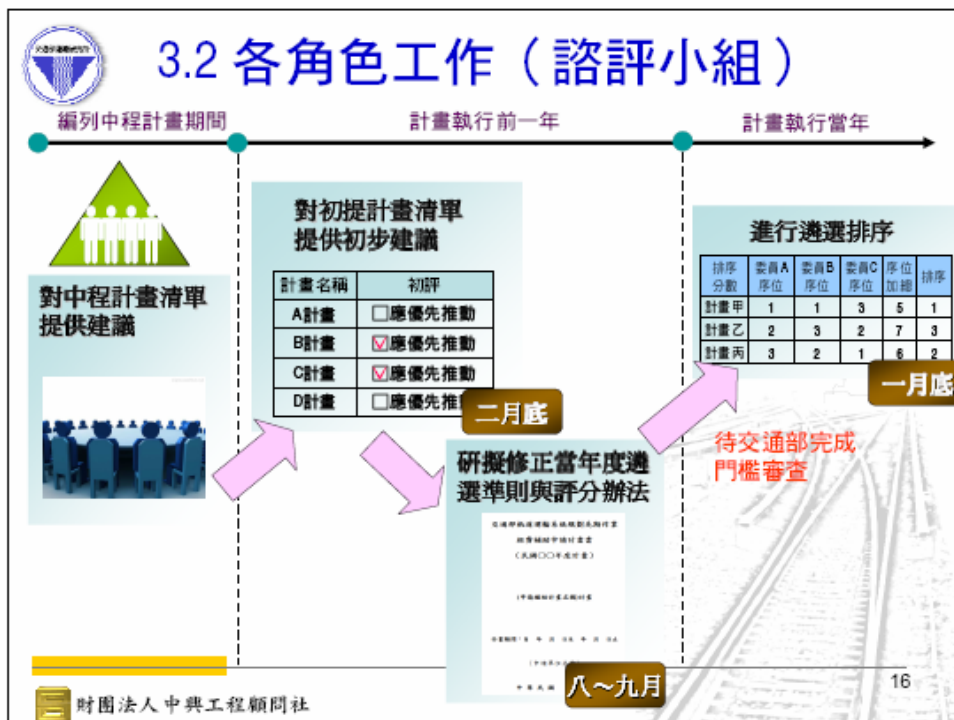 3.2 各角色工作（諮評小組）
編列中程計畫期間
計畫執行前一年
計畫執行當年
對中程計畫清單
提供建議
對初提計畫清單
提供初步建議
計畫名稱 初評
A計畫 □應優先推動
B計畫 ☑應優先推動
C計畫 ☑應優先推動
D計畫 □應優先推
二月底
研擬修正當年度遴
選準則與評分辦法
(民國○○年度計畫)
中 華 民 國
八～九月
進行遴選排序
排序分數 委員A序位 委員B序位 委員C序位 序位加總 排序
計畫甲 1 1 3 5 1
計畫乙 2 3 2 7 3
計畫丙 3 2 1 6 2
一月底
待交通部完成
門檻審查
財團法人中興工程顧問社
16